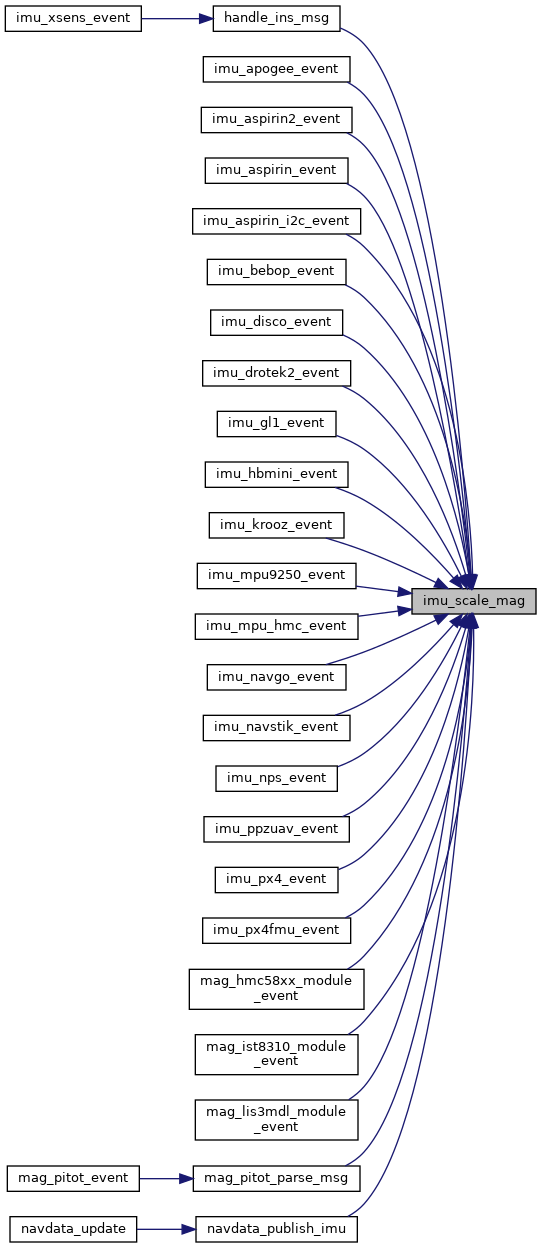 imu_xsens_event
handle_ins_msg
imu_apogee_event
imu_aspirin2_event
imu_aspirin_event
imu_aspirin_i2c_event
imu_bebop_event
imu_disco_event
imu_drotek2_event
imu_gl1_event
imu_hbmini_event
imu_krooz_event
imu_mpu9250_event
imu_scale_mag
imu_mpu_hmc_event
imu_navgo_event
imu_navstik_event
imu_nps_event
imu_ppzuav_event
imu_px4_event
imu_px4fmu_event
mag_hmc58xx_module
_event
mag_ist8310_module
_event
mag_lis3mdl_module
_event
mag_pitot_event
mag_pitot_parse_msg
navdata_update
navdata_publish_imu